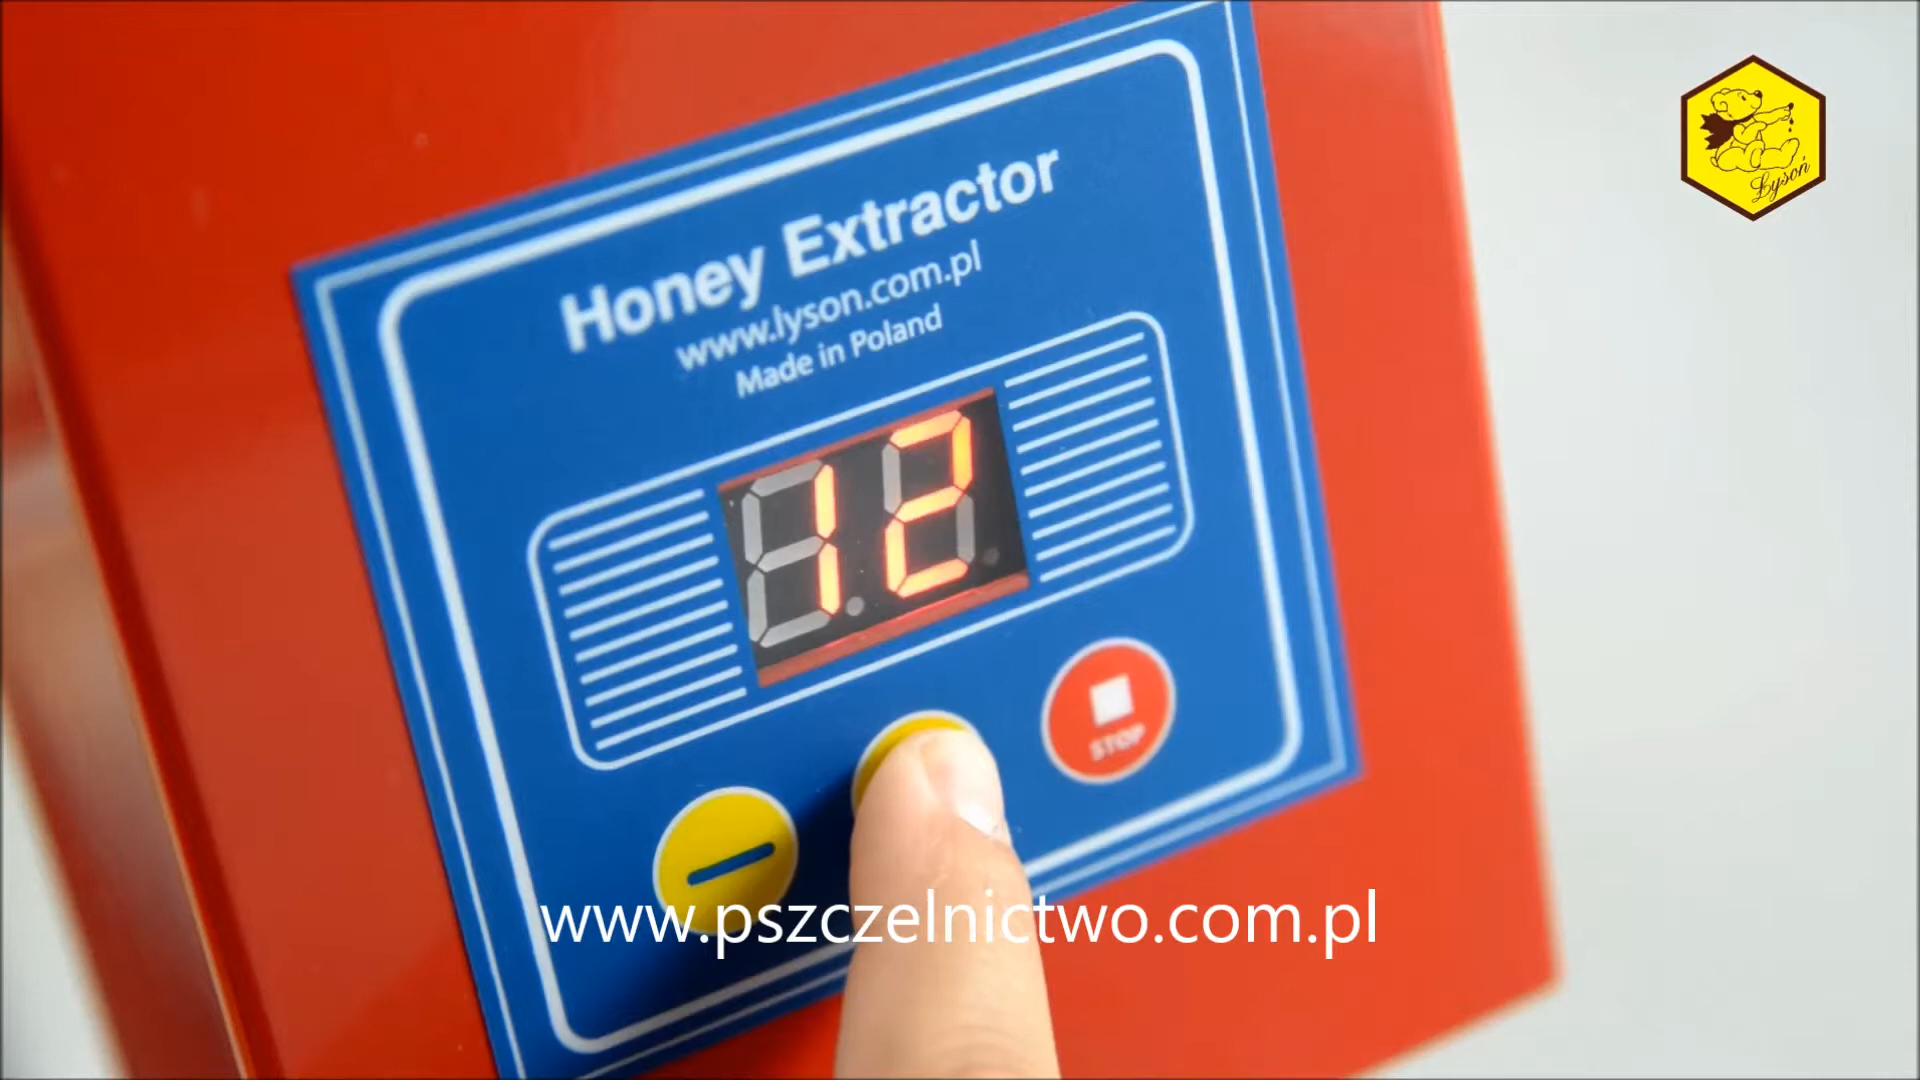 Honey Extractor
www.lyson.com.pl
Made in Poland
12
STOP
www.pszczelnictwo.com.pl
Łysoń